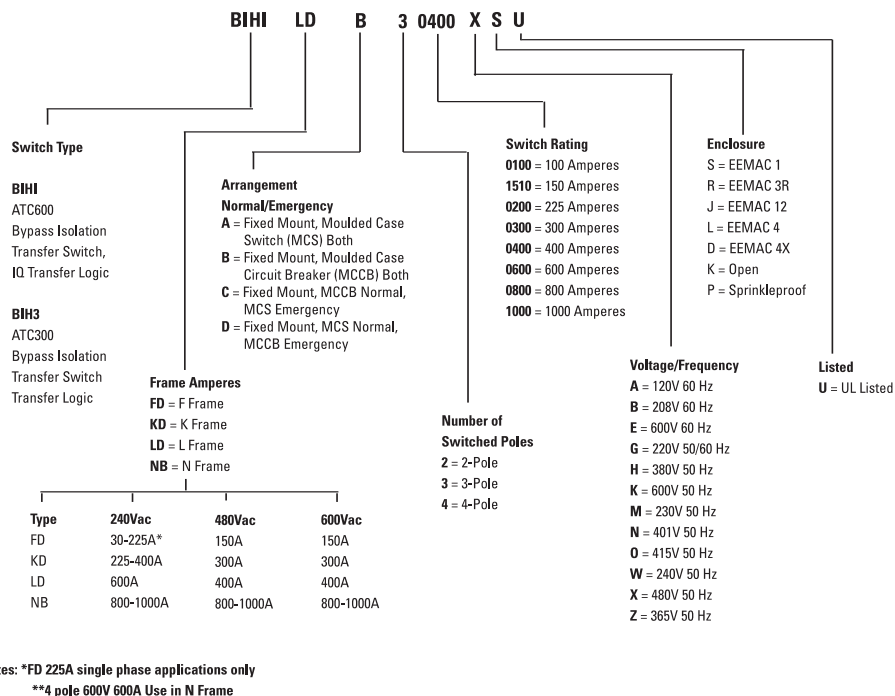 BIHI LD B 3 0400 X S U
Switch Type
BIHI
ATC600
Bypass Isolation
Transfer Switch,
IQ Transfer Logic
BIH3
ATC300
Bypass Isolation
Transfer Switch
Transfer Logic
Frame Amperes
FD = F Frame
KD = K Frame
LD = L Frame
NB = N Frame
Type 240Vac 480Vac 600Vac
FD 30-225A* 150A 150A
KD 225-400A 300A 300A
LD 600A 400A 400A
NB 800-1000A 800-1000A 800-1000A
Arrangement
Normal/Emergency
A = Fixed Mount, Moulded Case
Switch (MCS) Both
B = Fixed Mount, Moulded Case
Circuit Breaker (MCCB) Both
C = Fixed Mount, MCCB Normal,
MCS Emergency
D = Fixed Mount, MCS Normal,
MCCB Emergency
Number of
Switched Poles
2 = 2-Pole
3 = 3-Pole
4 = 4-Pole
Switch Rating
0100 = 100 Amperes
1510 = 150 Amperes
0200 = 225 Amperes
0300 = 300 Amperes
0400 = 400 Amperes
0600 = 600 Amperes
0800 = 800 Amperes
1000 = 1000 Amperes
Voltage/Frequency
A = 120V 60 Hz
B = 208V 60 Hz
E = 600V 60 Hz
G = 220V 50/60 Hz
H = 380V 50 Hz
K = 600V 50 Hz
M = 230V 50 Hz
N = 401V 50 Hz
O = 415V 50 Hz
W = 240V 50 Hz
X = 480V 50 Hz
Z = 365V 50 Hz
Enclosure
S = EEMAC 1
R = EEMAC 3R
J = EEMAC 12
L = EEMAC 4
D = EEMAC 4X
K = Open
P = Sprinkleproof
Listed
U = UL Listed
tes: *FD 225A single phase applications only
**4 pole 600V 600A Use in N Frame